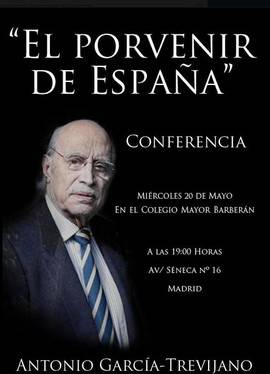 “EL PORVENIR
DE ESPAÑA”
CONFERENCIA
MIÉRCOLES 20 DE MAYO
EN EL COLEGIO MAYOR BARBERÁN
A LAS 19:00 HORAS
AV/ SÉNECA Nº 16
MADRID
ANTONIO GARCÍA-TREVIJANO